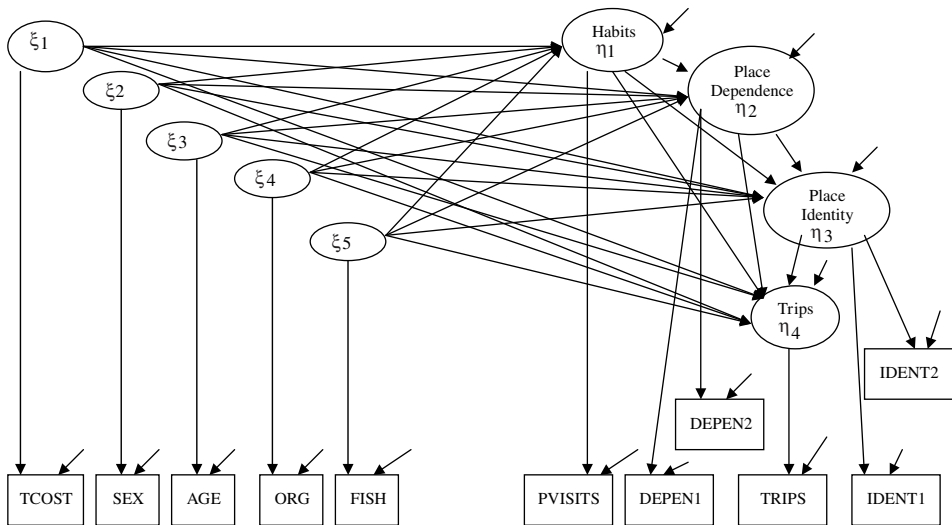 ξ1
Habits
η1
ξ2
Place
Dependence
η2
ξ3
ξ4
Place
Identity
η3
ξ5
Trips
η4
IDENT2
DEPEN2
TCOST
SEX
AGE
ORG
FISH
PVISITS
DEPEN1
TRIPS
IDENT1